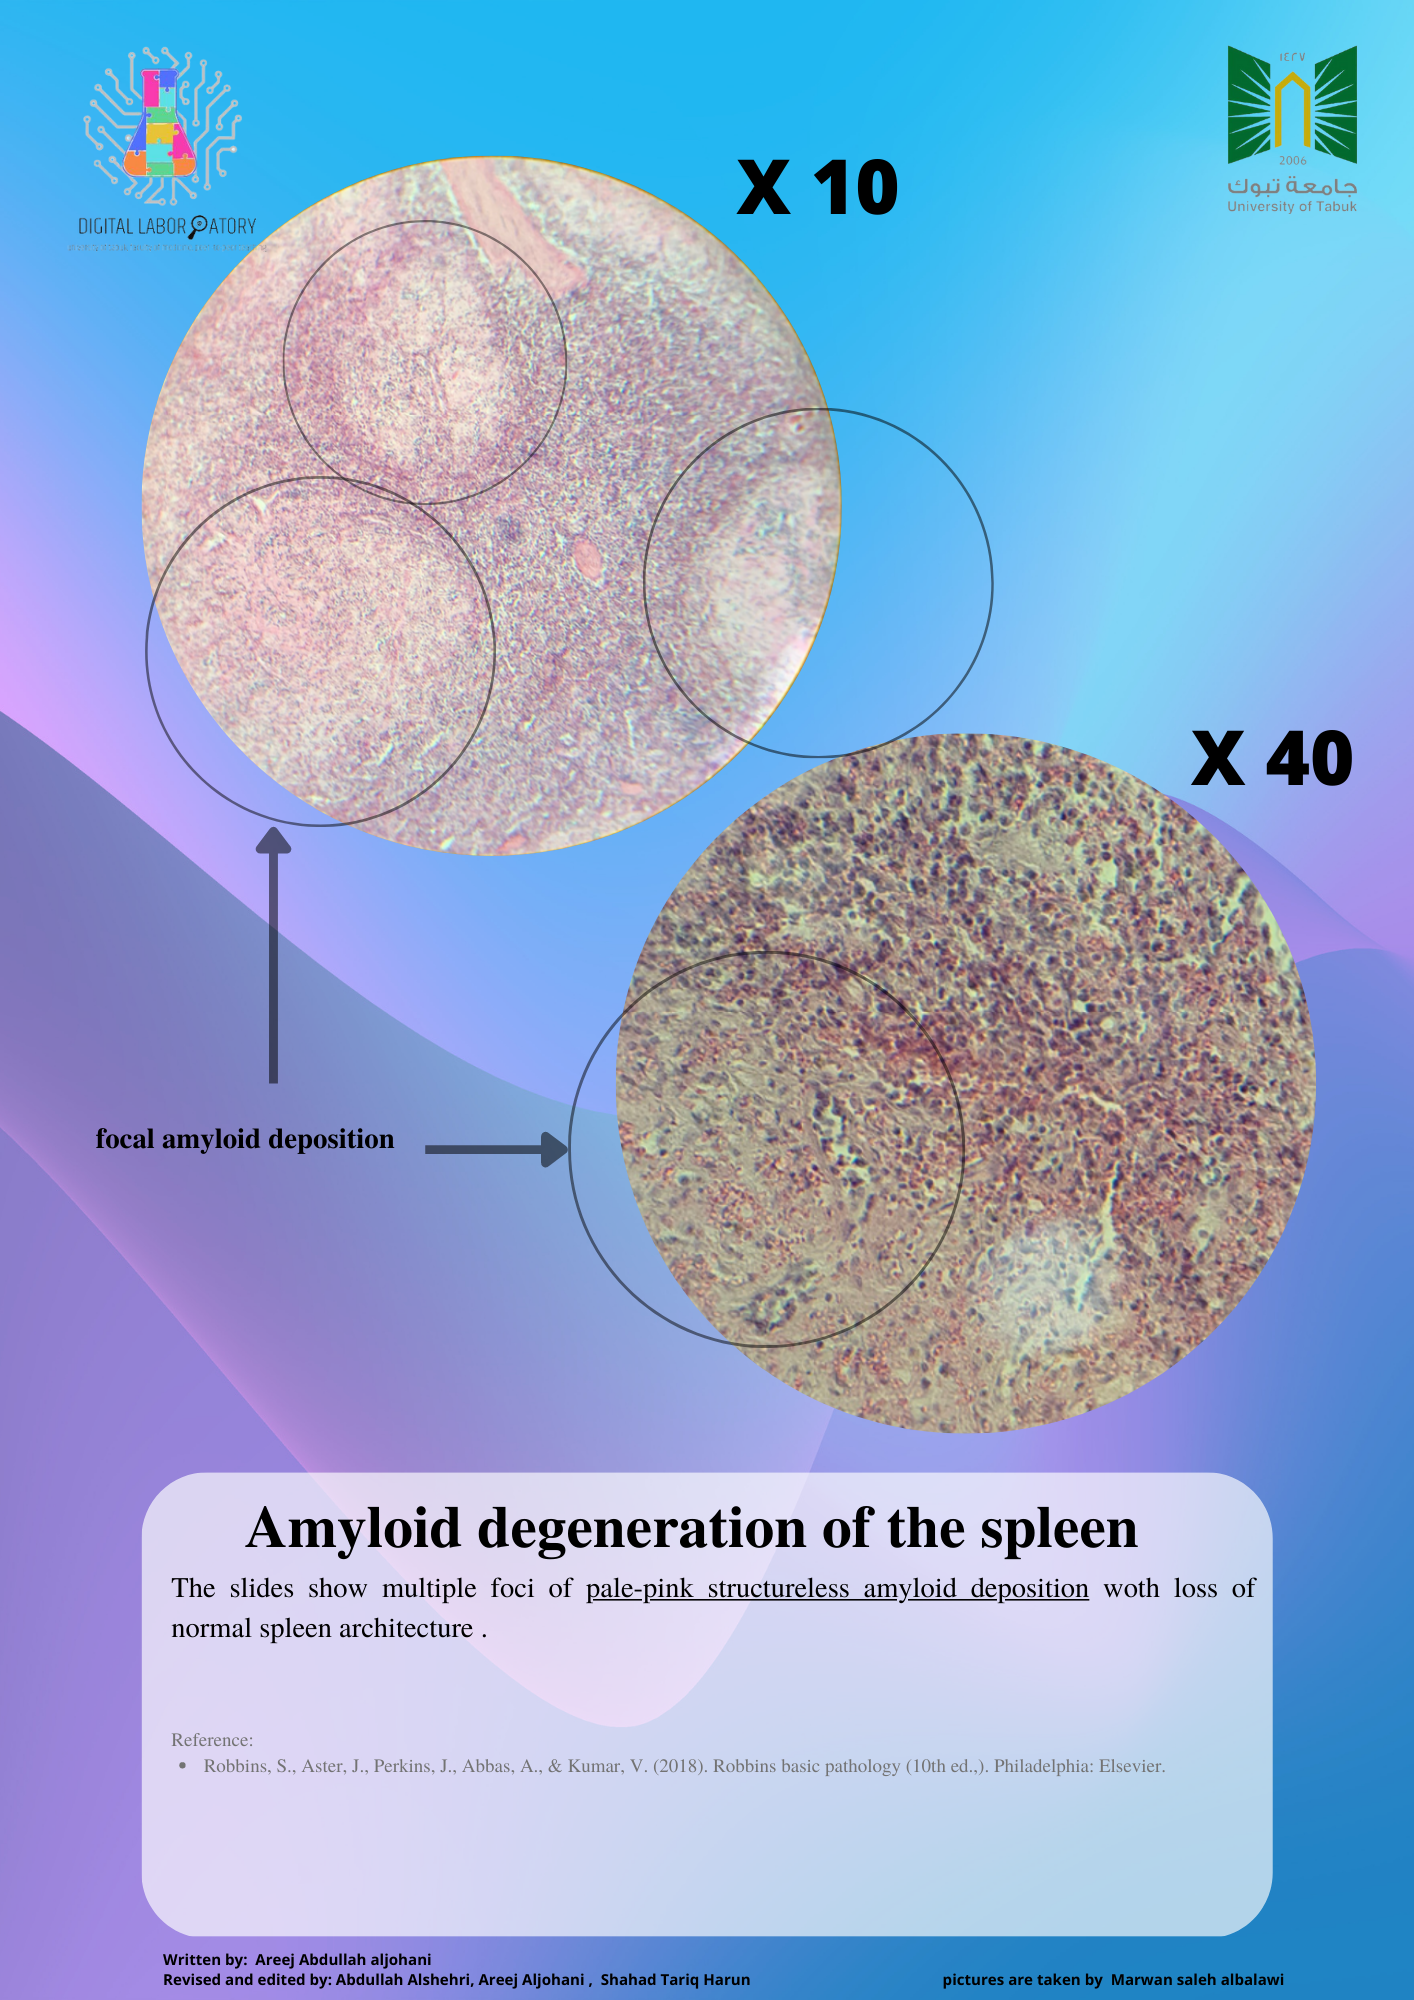 ١٤٢٧
2006
جامعة تبوك
University of Tabuk
DIGITAL LABORATORY
X 10
X 40
focal amyloid deposition
Amyloid degeneration of the spleen
The slides show multiple foci of pale-pink structureless amyloid deposition woth loss of
normal spleen architecture .
Reference:
• Robbins, S., Aster, J., Perkins, J., Abbas, A., & Kumar, V. (2018). Robbins basic pathology (10th ed.,). Philadelphia: Elsevier.
Written by: Areej Abdullah aljohani
Revised and edited by: Abdullah Alshehri, Areej Aljohani , Shahad Tariq Harun
pictures are taken by Marwan saleh albalawi